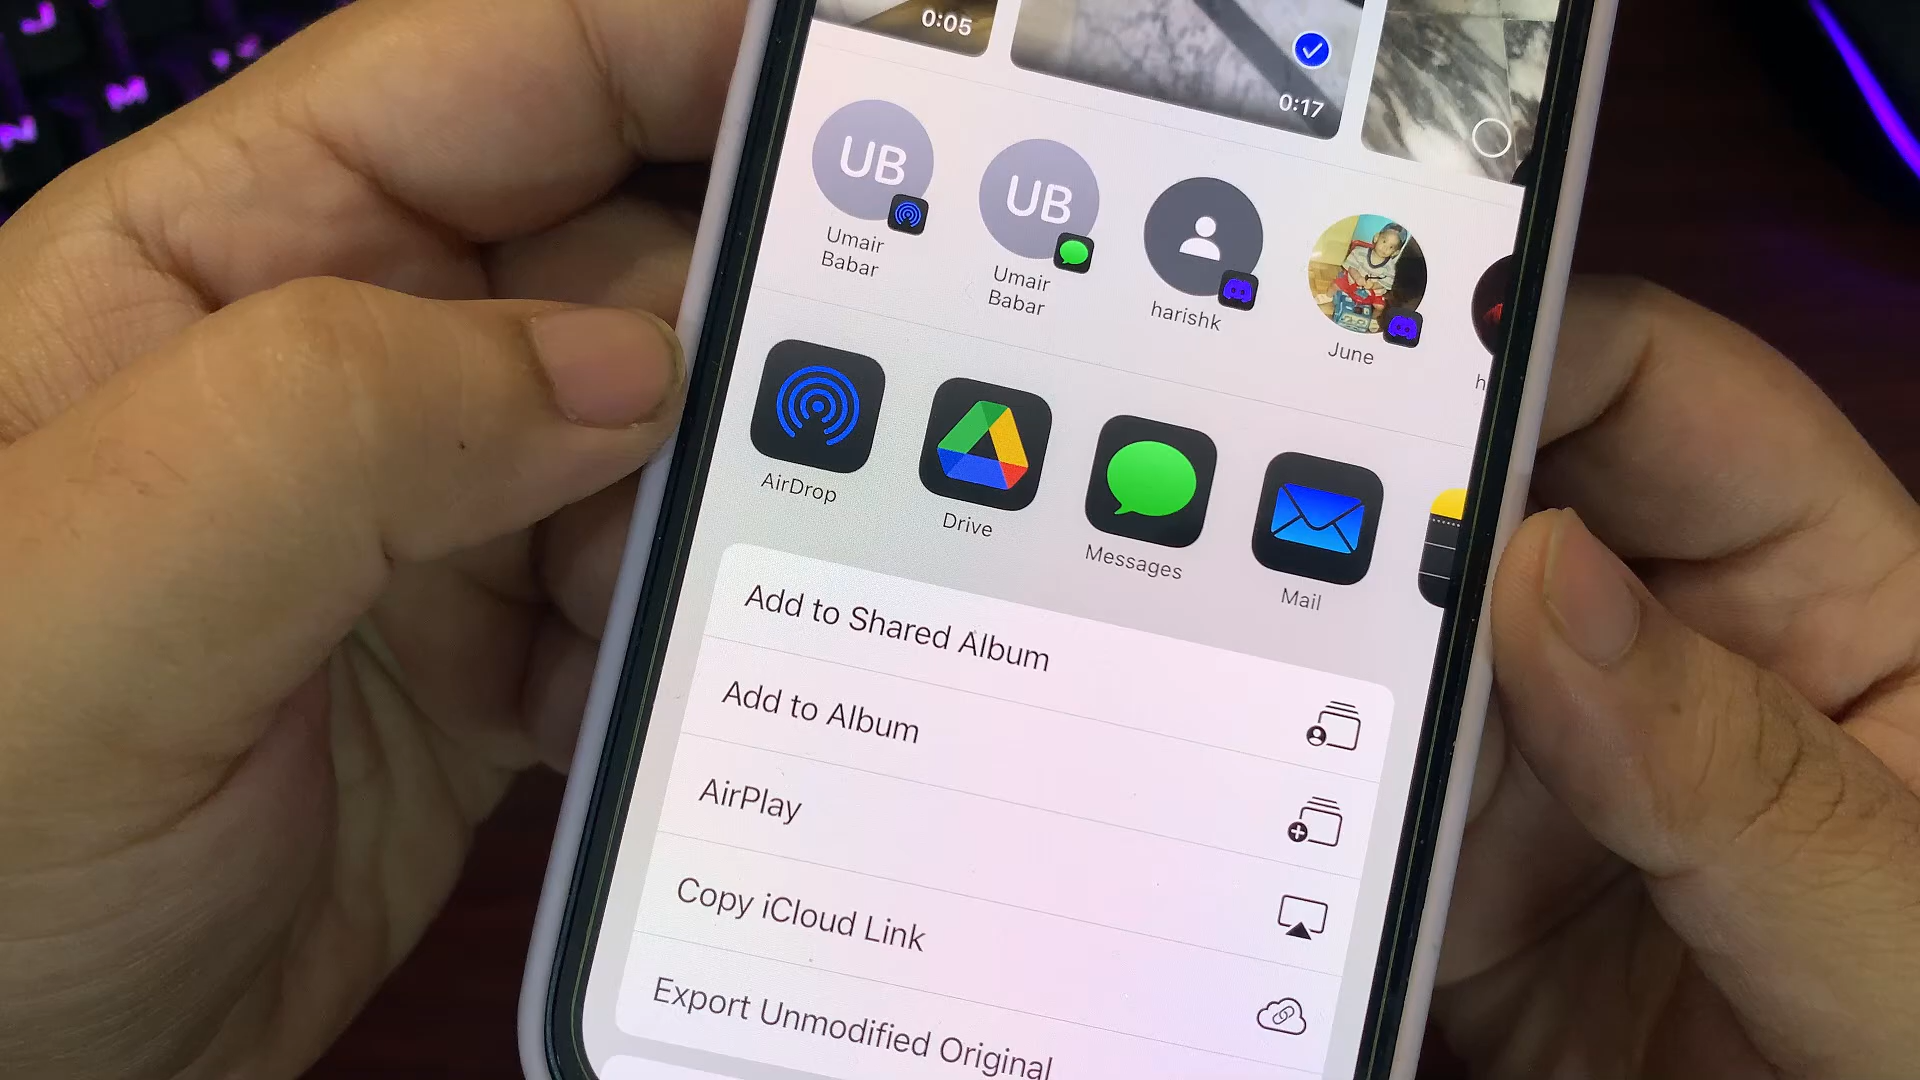 0:05
0:17
UB
UB
Umair
Babar
Umair
Babar
harishk
June
h
AirDrop
Drive
Messages
Mail
Add to Shared Album
Add to Album
AirPlay
Copy iCloud Link
Export Unmodified Original
M